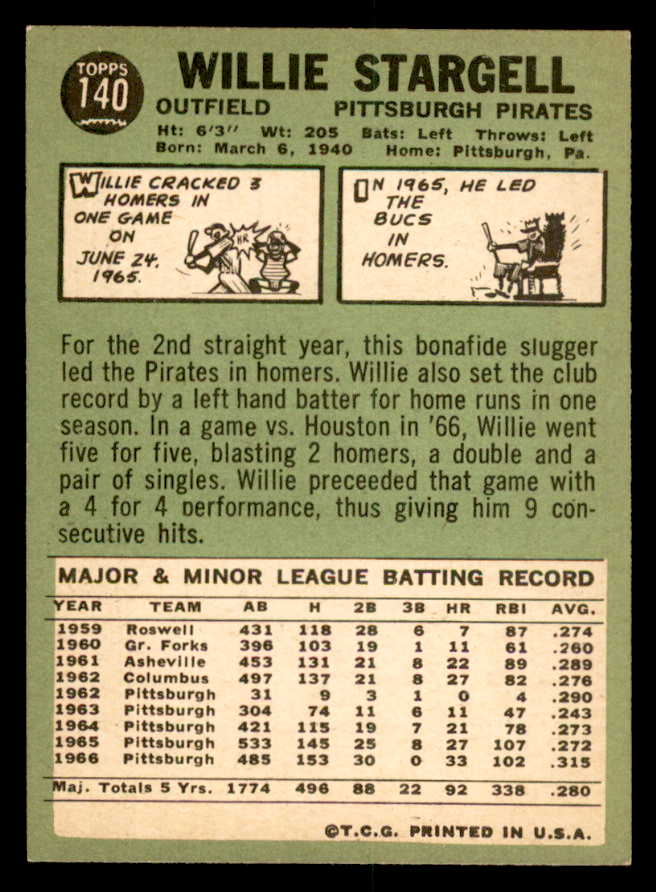 TOPPS
140
WILLIE STARGELL
OUTFIELD PITTSBURGH PIRATES
Ht: 6'3" Wt: 205 Bats: Left Throws: Left
Born: March 6, 1940 Home: Pittsburgh, Pa.
WILLIE CRACKED 3
HOMERS IN
ONE GAME
ON
JUNE 24,
1965.
HR
IN 1965, HE LED
THE
BUCS
IN
HOMERS.
For the 2nd straight year, this bonafide slugger
led the Pirates in homers. Willie also set the club
record by a left hand batter for home runs in one
season. In a game vs. Houston in '66, Willie went
five for five, blasting 2 homers, a double and a
pair of singles. Willie preceeded that game with
a 4 for 4 performance, thus giving him 9 con-
secutive hits.
MAJOR & MINOR LEAGUE BATTING RECORD
YEAR TEAM AB H 2B 3B HR RBI AVG.
1959 Roswell 431 118 28 6 7 87 .274
1960 Gr. Forks 396 103 19 1 11 61 .260
1961 Asheville 453 131 21 8 22 89 .289
1962 Columbus 497 137 21 8 27 82 .276
1962 Pittsburgh 31 9 3 1 0 4 .290
1963 Pittsburgh 304 74 11 6 11 47 .243
1964 Pittsburgh 421 115 19 7 21 78 .273
1965 Pittsburgh 533 145 25 8 27 107 .272
1966 Pittsburgh 485 153 30 0 33 102 .315
Maj. Totals 5 Yrs. 1774 496 88 22 92 338 .280
©T.C.G. PRINTED IN U.S.A.